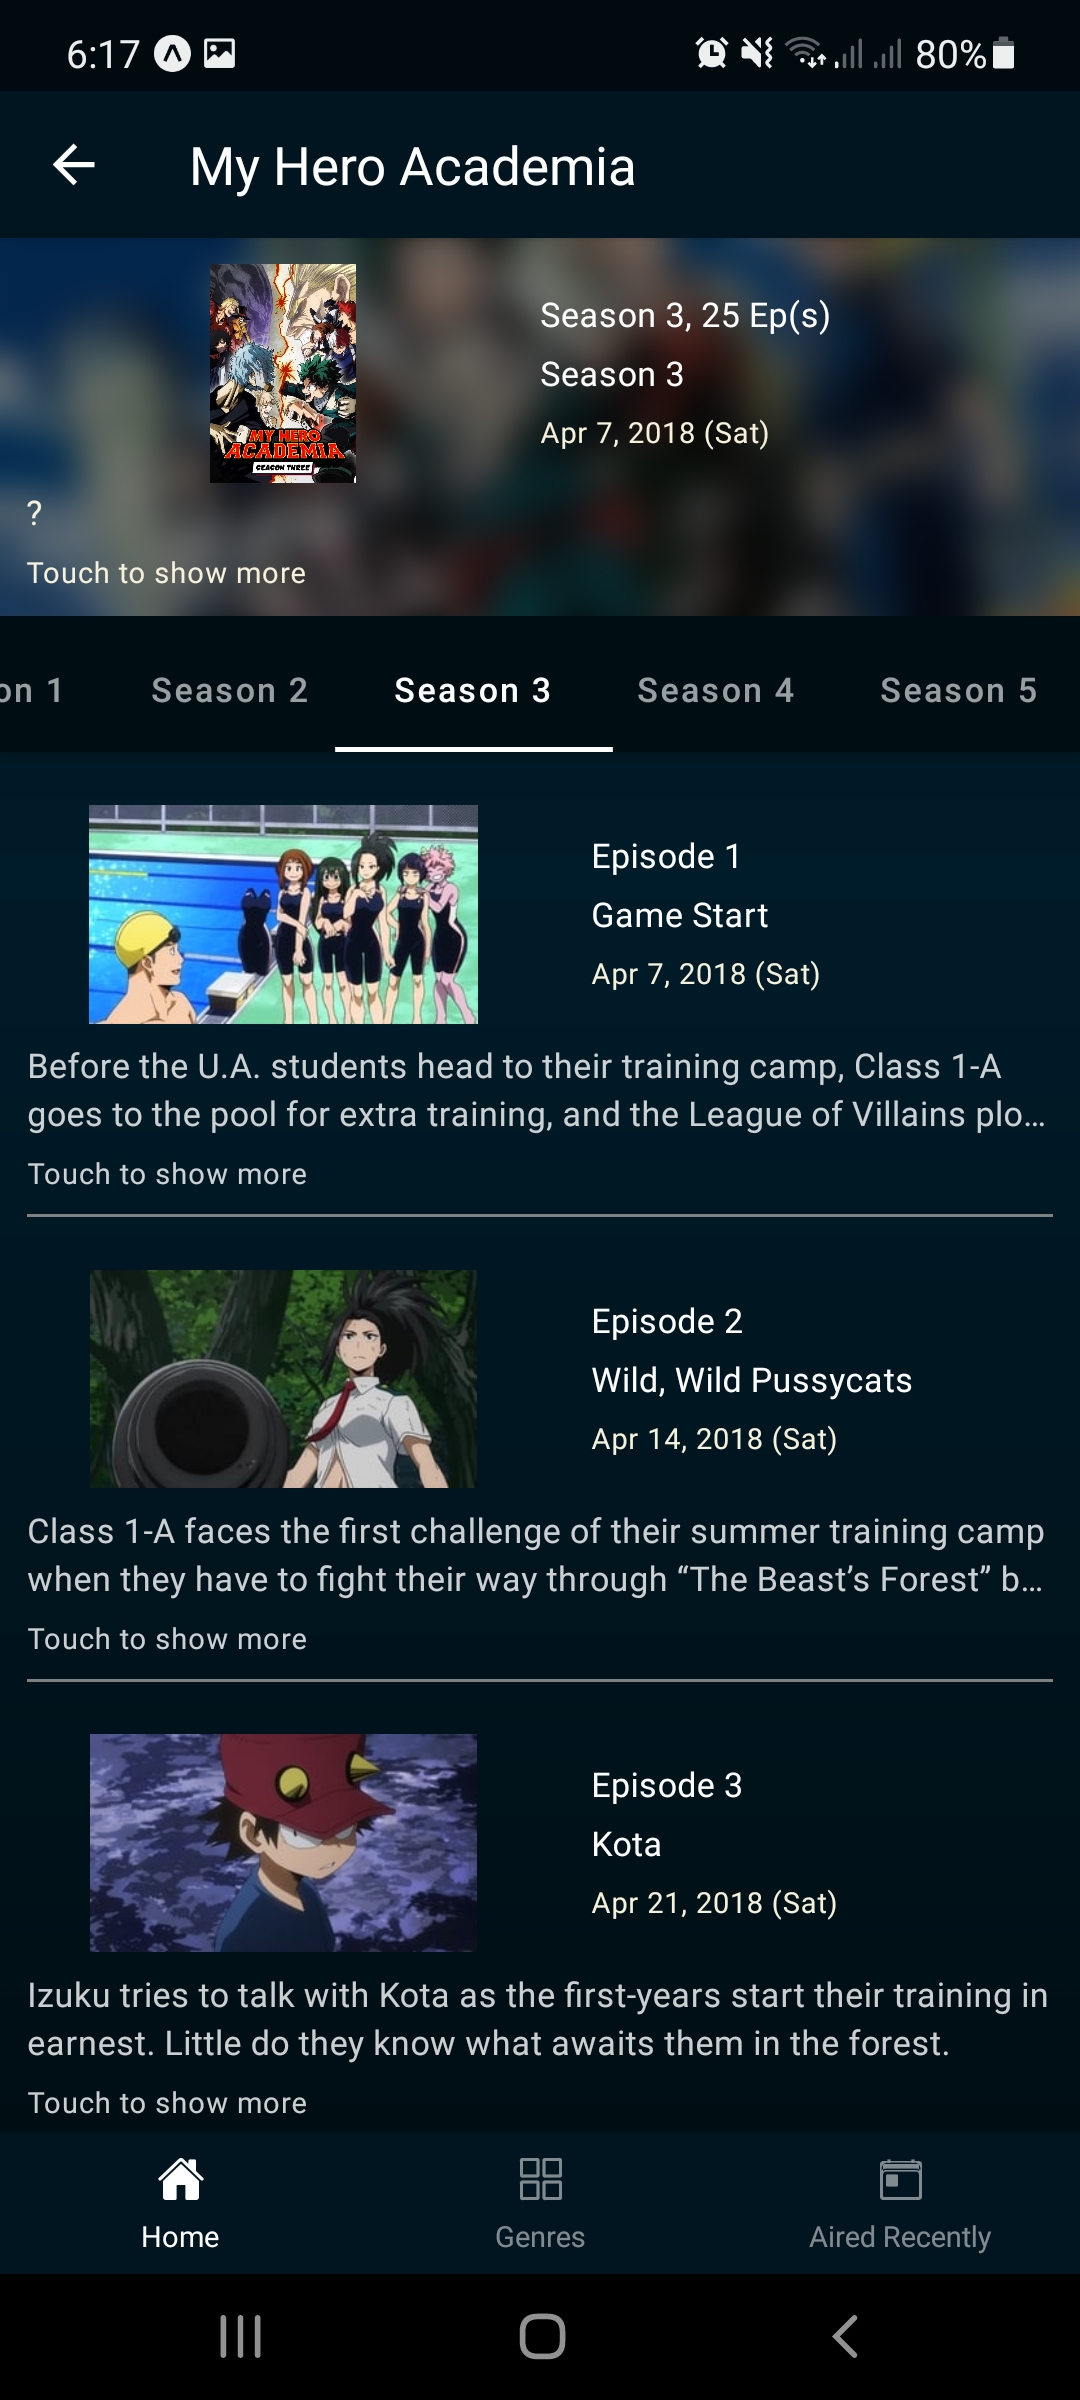 6:17
80%
My Hero Academia
MY HERO
ACADEMIA
SEASON THREE
Season 3, 25 Ep(s)
Season 3
Apr 7, 2018 (Sat)
?
Touch to show more
on 1
Season 2
Season 3
Season 4
Season 5
Episode 1
Game Start
Apr 7, 2018 (Sat)
Before the U.A. students head to their training camp, Class 1-A
goes to the pool for extra training, and the League of Villains plo...
Touch to show more
Episode 2
Wild, Wild Pussycats
Apr 14, 2018 (Sat)
Class 1-A faces the first challenge of their summer training camp
when they have to fight their way through “The Beast’s Forest” b...
Touch to show more
Episode 3
Kota
Apr 21, 2018 (Sat)
Izuku tries to talk with Kota as the first-years start their training in
earnest. Little do they know what awaits them in the forest.
Touch to show more
Home
Genres
Aired Recently